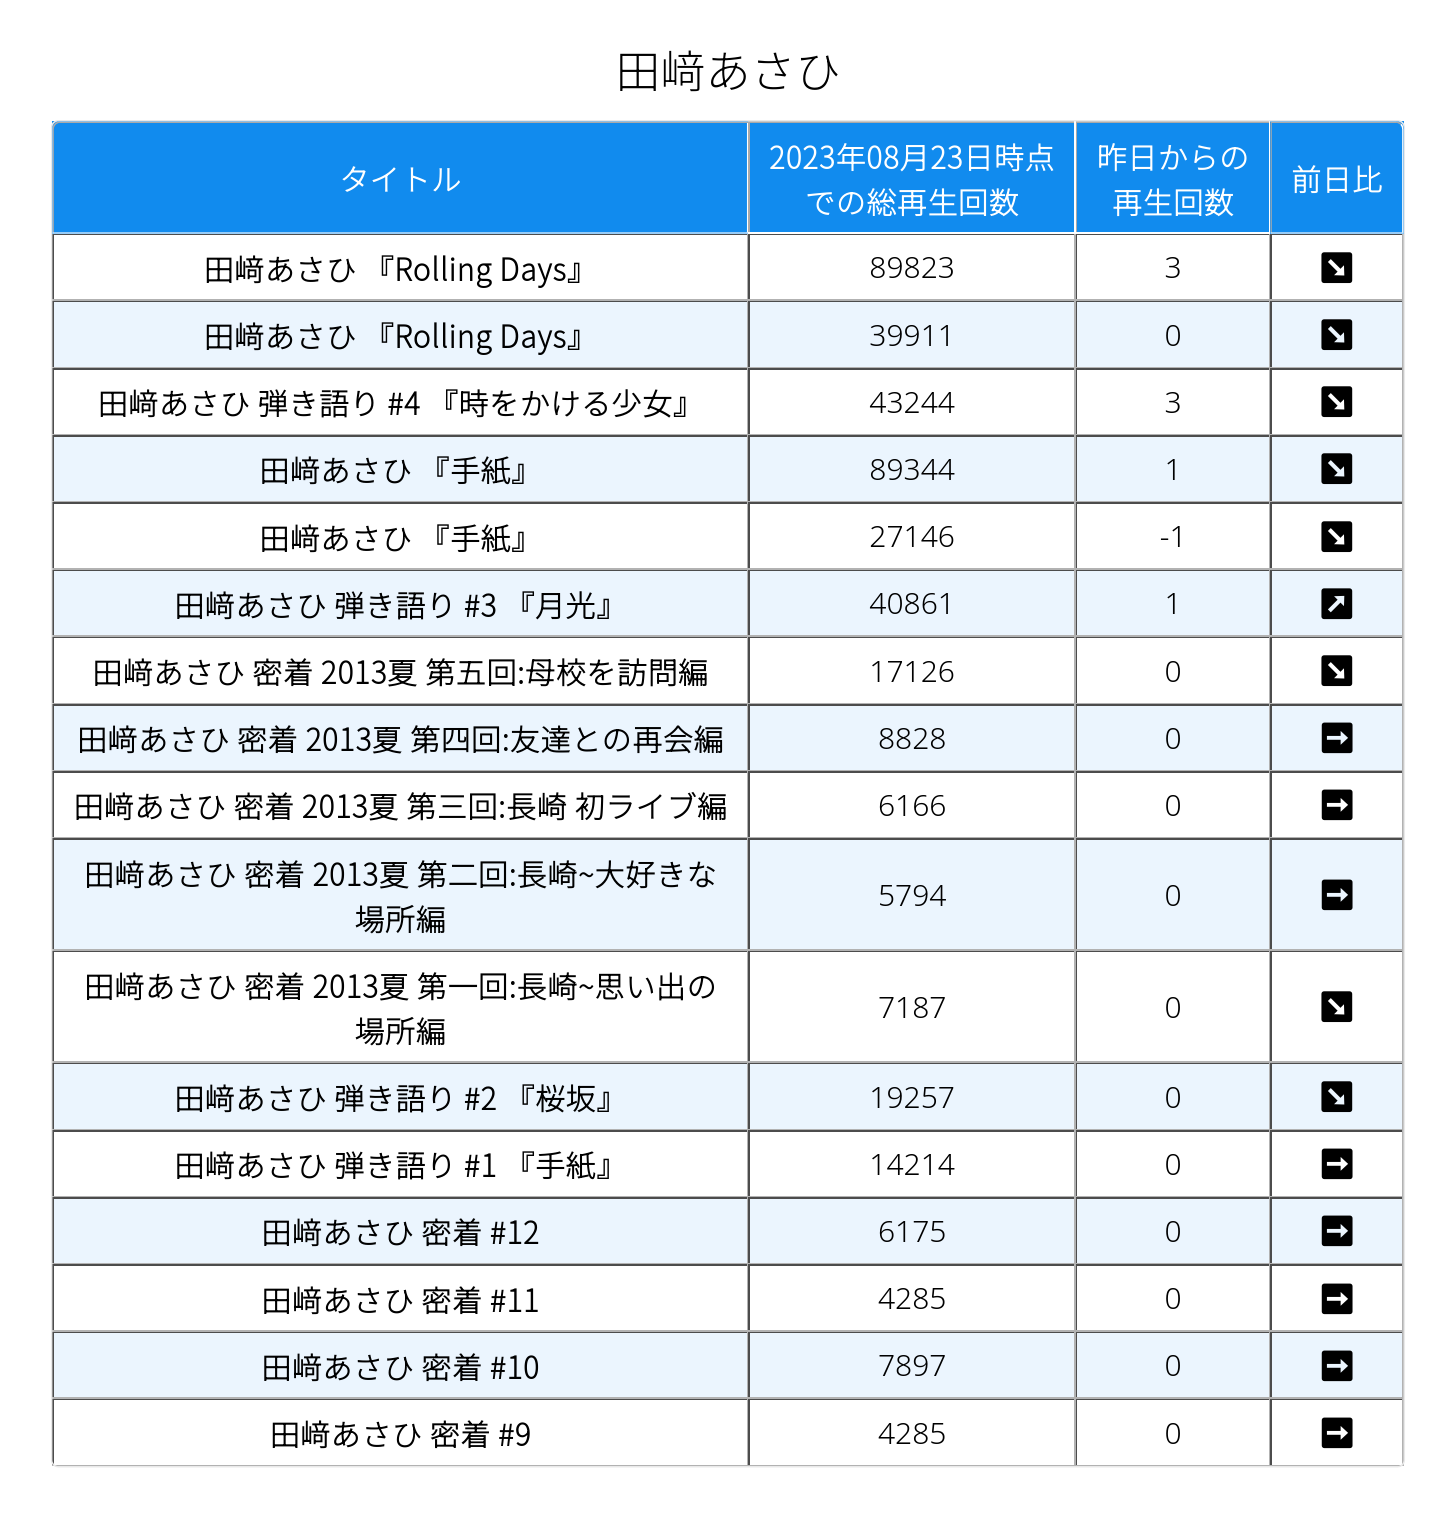 田﨑あさひ
タイトル
2023年08月23日時点
での総再生回数
昨日からの
再生回数
前日比
田﨑あさひ 『Rolling Days』 89823 3 ↘
田﨑あさひ 『Rolling Days』 39911 0 ↘
田﨑あさひ 弾き語り #4 『時をかける少女』 43244 3 ↘
田﨑あさひ 『手紙』 89344 1 ↘
田﨑あさひ 『手紙』 27146 -1 ↘
田﨑あさひ 弾き語り #3 『月光』 40861 1 ↗
田﨑あさひ 密着 2013夏 第五回:母校を訪問編 17126 0 ↘
田﨑あさひ 密着 2013夏 第四回:友達との再会編 8828 0 →
田﨑あさひ 密着 2013夏 第三回:長崎 初ライブ編 6166 0 →
田﨑あさひ 密着 2013夏 第二回:長崎~大好きな
場所編 5794 0 →
田﨑あさひ 密着 2013夏 第一回:長崎~思い出の
場所編 7187 0 ↘
田﨑あさひ 弾き語り #2 『桜坂』 19257 0 ↘
田﨑あさひ 弾き語り #1 『手紙』 14214 0 →
田﨑あさひ 密着 #12 6175 0 →
田﨑あさひ 密着 #11 4285 0 →
田﨑あさひ 密着 #10 7897 0 →
田﨑あさひ 密着 #9 4285 0 →